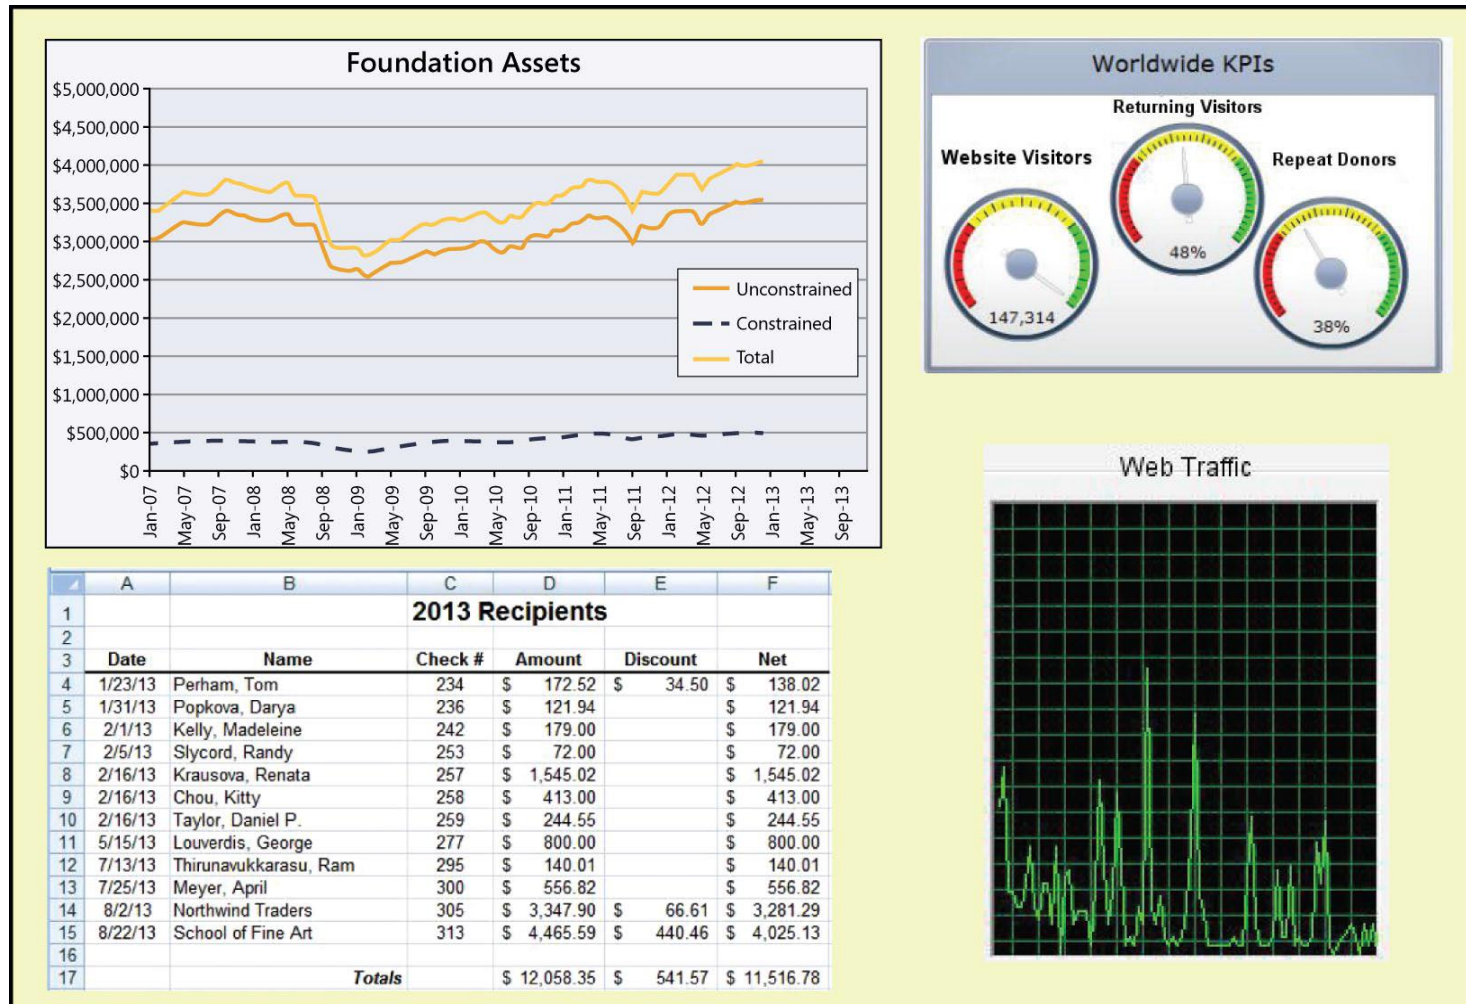 Foundation Assets
$5,000,000
$4,500,000
$4,000,000
$3,500,000
$3,000,000
$2,500,000
$2,000,000
$1,500,000
$1,000,000
$500,000
$0
Unconstrained
Constrained
Total
Jan-07 May-07 Sep-07 Jan-08 May-08 Sep-08 Jan-09 May-09 Sep-09 Jan-10 May-10 Sep-10 Jan-11 May-11 Sep-11 Jan-12 May-12 Sep-12 Jan-13 May-13 Sep-13
Worldwide KPIs
Returning Visitors
Website Visitors
Repeat Donors
48%
147,314
38%
Web Traffic
A B C D E F
1 2013 Recipients
2
3 Date Name Check # Amount Discount Net
4 1/23/13 Perham, Tom 234 $ 172.52 $ 34.50 $ 138.02
5 1/31/13 Popkova, Darya 236 $ 121.94 $ 121.94
6 2/1/13 Kelly, Madeleine 242 $ 179.00 $ 179.00
7 2/5/13 Slycord, Randy 253 $ 72.00 $ 72.00
8 2/16/13 Krausova, Renata 257 $ 1,545.02 $ 1,545.02
9 2/16/13 Chou, Kitty 258 $ 413.00 $ 413.00
10 2/16/13 Taylor, Daniel P. 259 $ 244.55 $ 244.55
11 5/15/13 Louverdis, George 277 $ 800.00 $ 800.00
12 7/13/13 Thirunavukkarasu, Ram 295 $ 140.01 $ 140.01
13 7/25/13 Meyer, April 300 $ 556.82 $ 556.82
14 8/2/13 Northwind Traders 305 $ 3,347.90 $ 66.61 $ 3,281.29
15 8/22/13 School of Fine Art 313 $ 4,465.59 $ 440.46 $ 4,025.13
16
17 Totals $ 12,058.35 $ 541.57 $ 11,516.78